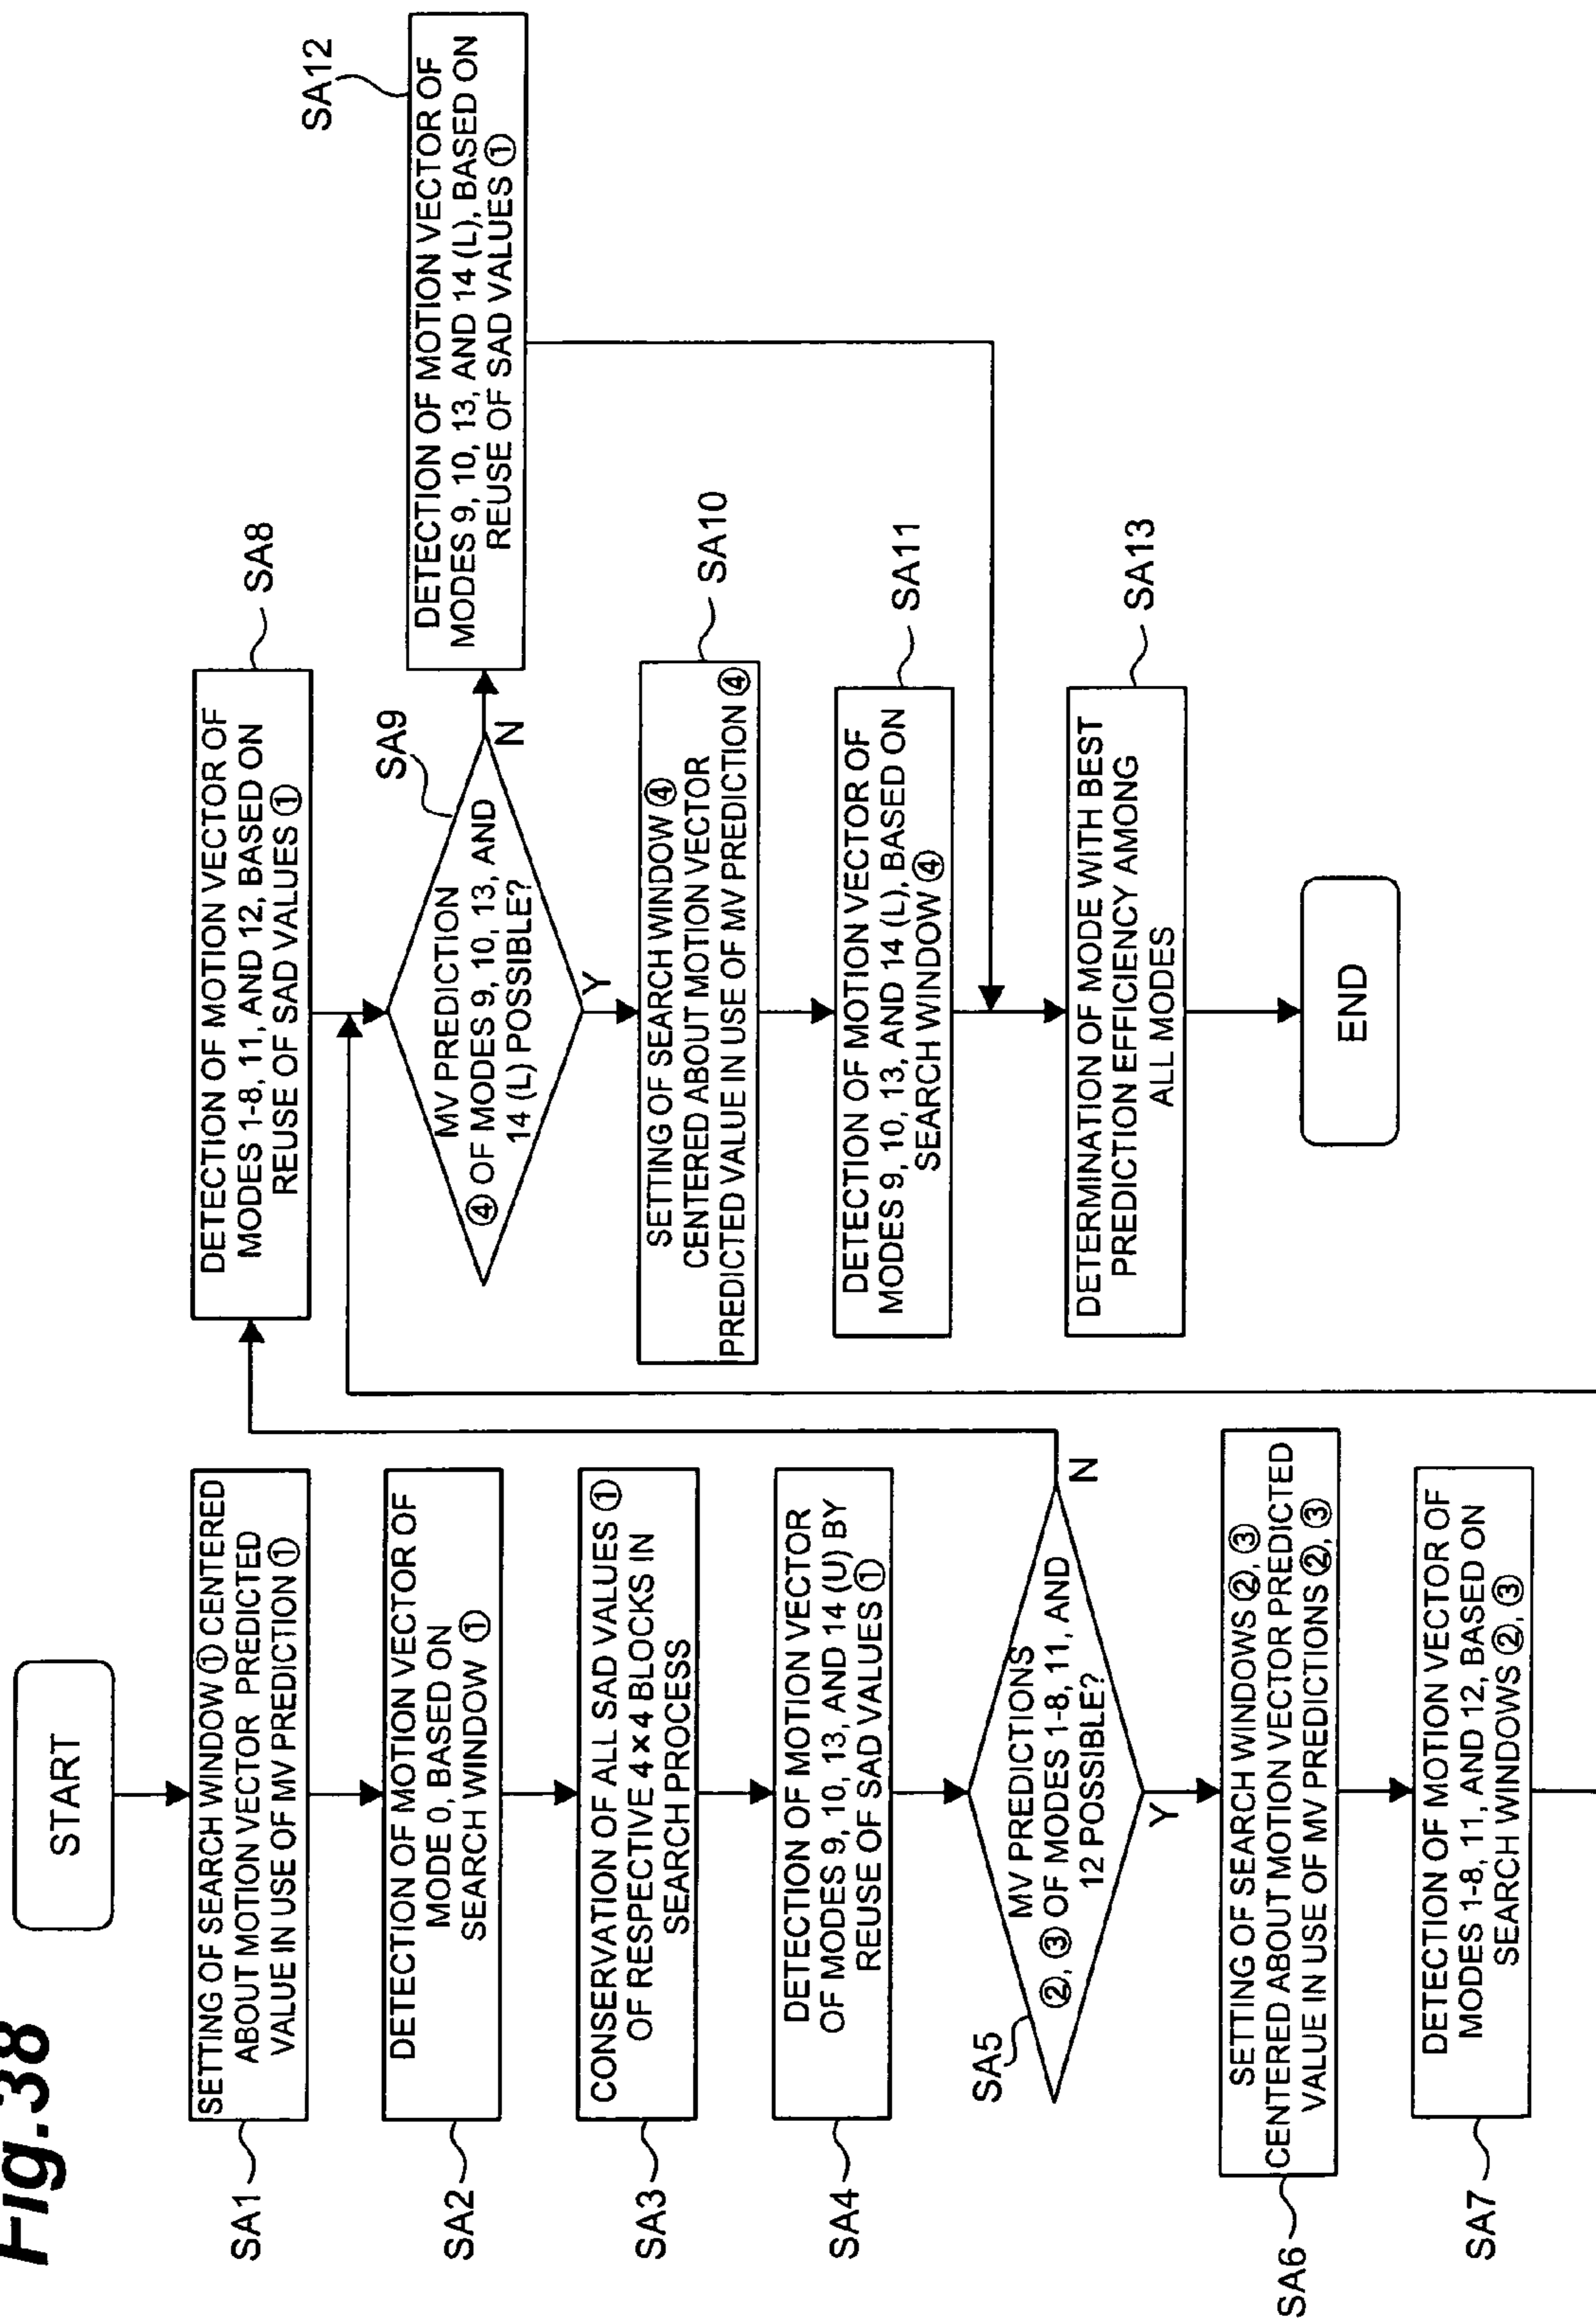 Fig.38
START
SA1
SETTING OF SEARCH WINDOW ① CENTERED
ABOUT MOTION VECTOR PREDICTED
VALUE IN USE OF MV PREDICTION ①
SA2
DETECTION OF MOTION VECTOR OF
MODE 0, BASED ON
SEARCH WINDOW ①
SA3
CONSERVATION OF ALL SAD VALUES ①
OF RESPECTIVE 4×4 BLOCKS IN
SEARCH PROCESS
SA4
DETECTION OF MOTION VECTOR
OF MODES 9, 10, 13, AND 14 (U) BY
REUSE OF SAD VALUES ①
SA5
MV PREDICTIONS
②, ③ OF MODES 1-8, 11, AND
12 POSSIBLE?
N
Y
SA6
SETTING OF SEARCH WINDOWS ②, ③
CENTERED ABOUT MOTION VECTOR PREDICTED
VALUE IN USE OF MV PREDICTIONS ②, ③
SA7
DETECTION OF MOTION VECTOR OF
MODES 1-8, 11, AND 12, BASED ON
SEARCH WINDOWS ②, ③
SA8
DETECTION OF MOTION VECTOR OF
MODES 1-8, 11, AND 12, BASED ON
REUSE OF SAD VALUES ①
SA9
MV PREDICTION
④ OF MODES 9, 10, 13, AND
14 (L) POSSIBLE?
N
Y
SA12
DETECTION OF MOTION VECTOR OF
MODES 9, 10, 13, AND 14 (L), BASED ON
REUSE OF SAD VALUES ①
SA10
SETTING OF SEARCH WINDOW ④
CENTERED ABOUT MOTION VECTOR
PREDICTED VALUE IN USE OF MV PREDICTION ④
SA11
DETECTION OF MOTION VECTOR OF
MODES 9, 10, 13, AND 14 (L), BASED ON
SEARCH WINDOW ④
SA13
DETERMINATION OF MODE WITH BEST
PREDICTION EFFICIENCY AMONG
ALL MODES
END